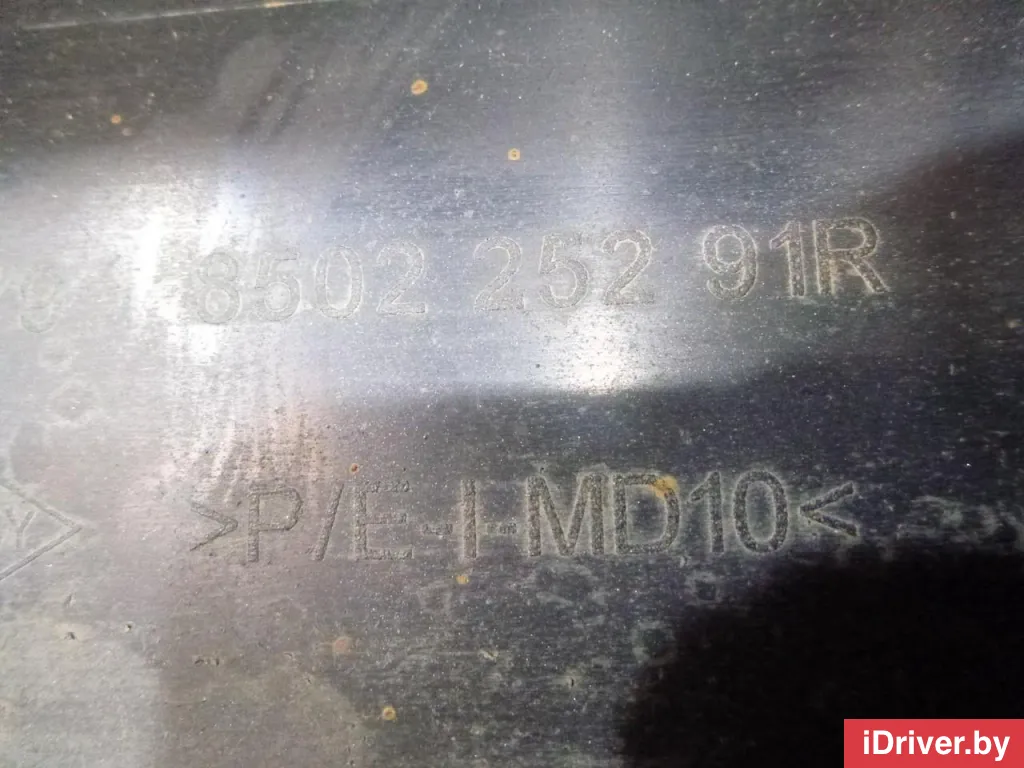 8502 252 91R
>P/E-I-MD10<
iDriver.by